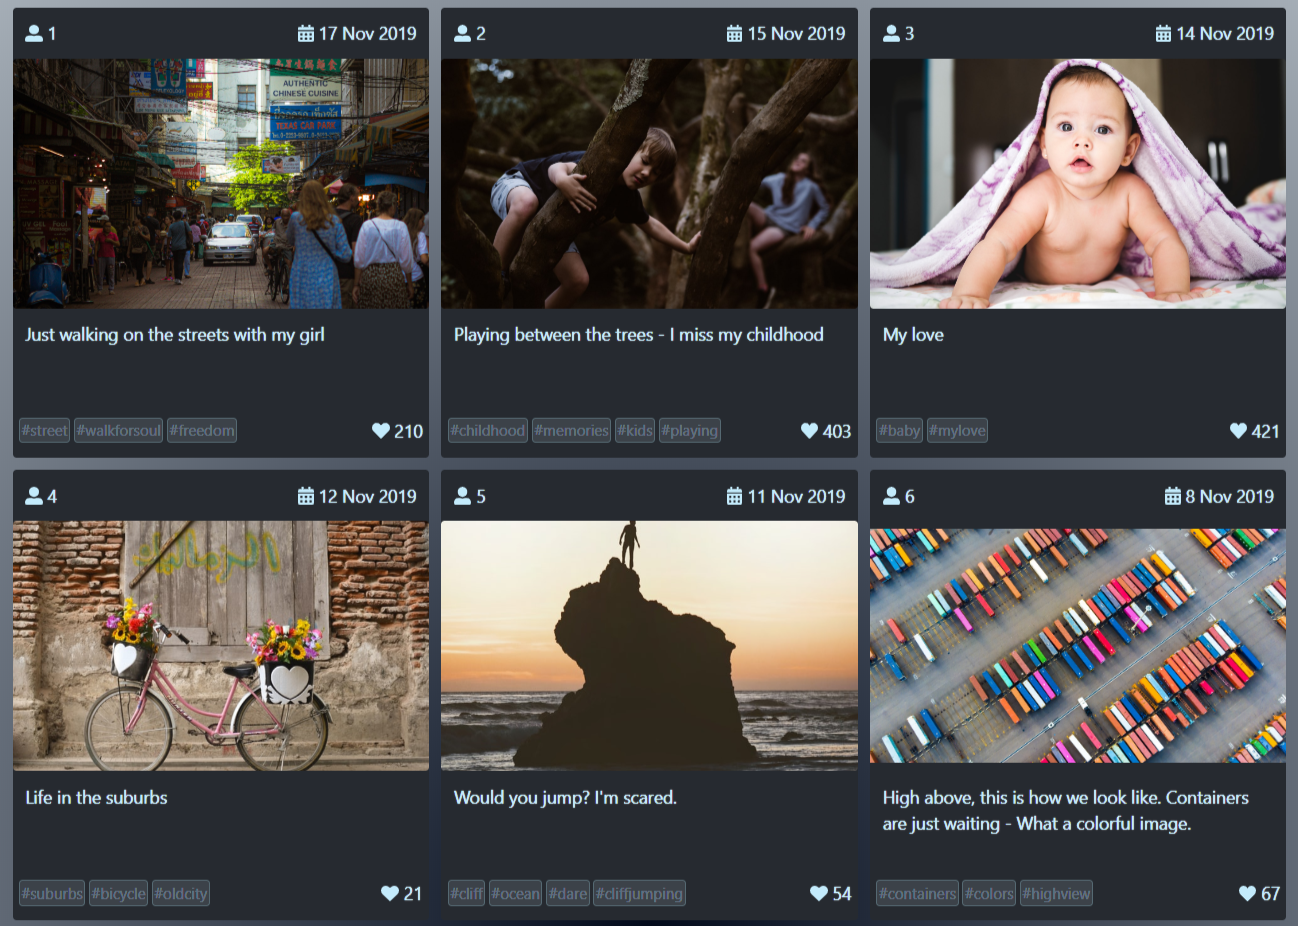 1
17 Nov 2019
AUTHENTIC
CHINESE CUISINE
TEXAS CAR PARK
Just walking on the streets with my girl
#street #walkforsoul #freedom
210
2
15 Nov 2019
Playing between the trees - I miss my childhood
#childhood #memories #kids #playing
403
3
14 Nov 2019
My love
#baby #mylove
421
4
12 Nov 2019
Life in the suburbs
#suburbs #bicycle #oldcity
21
5
11 Nov 2019
Would you jump? I'm scared.
#cliff #ocean #dare #cliffjumping
54
6
8 Nov 2019
High above, this is how we look like. Containers
are just waiting - What a colorful image.
#containers #colors #highview
67